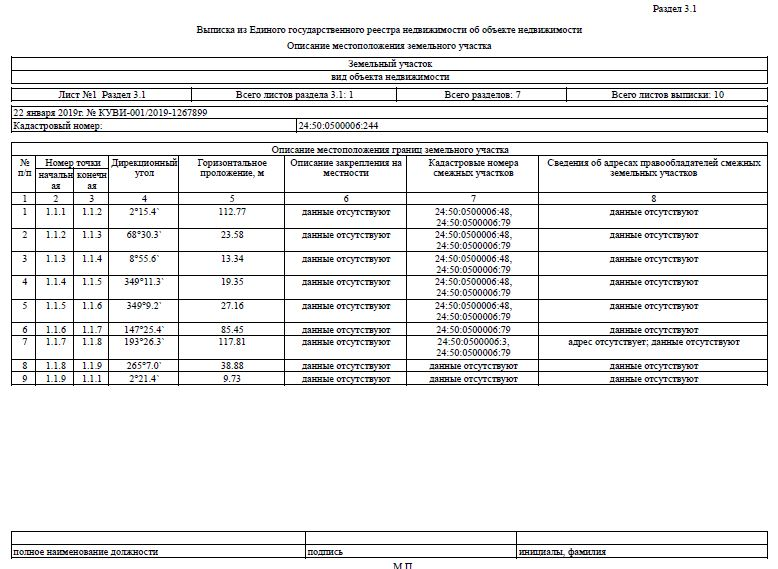 Раздел 3.1
Выписка из Единого государственного реестра недвижимости об объекте недвижимости
Описание местоположения земельного участка
Земельный участок
вид объекта недвижимости
Лист №1 Раздел 3.1 Всего листов раздела 3.1: 1 Всего разделов: 7 Всего листов выписки: 10
22 января 2019г. № КУВИ-001/2019-1267899
Кадастровый номер: 24:50:0500006:244
Описание местоположения границ земельного участка
№ п/п Номер точки Дирекционный угол Горизонтальное проложение, м Описание закрепления на местности Кадастровые номера смежных участков Сведения об адресах правообладателей смежных земельных участков
начальная конечная
1 2 3 4 5 6 7 8
1 1.1.1 1.1.2 2°15.4` 112.77 данные отсутствуют 24:50:0500006:48, данные отсутствуют
24:50:0500006:79
2 1.1.2 1.1.3 68°30.3` 23.58 данные отсутствуют 24:50:0500006:48, данные отсутствуют
24:50:0500006:79
3 1.1.3 1.1.4 8°55.6` 13.34 данные отсутствуют 24:50:0500006:48, данные отсутствуют
24:50:0500006:79
4 1.1.4 1.1.5 349°11.3` 19.35 данные отсутствуют 24:50:0500006:48, данные отсутствуют
24:50:0500006:79
5 1.1.5 1.1.6 349°9.2` 27.16 данные отсутствуют 24:50:0500006:48, данные отсутствуют
24:50:0500006:79
6 1.1.6 1.1.7 147°25.4` 85.45 данные отсутствуют 24:50:0500006:79 данные отсутствуют
7 1.1.7 1.1.8 193°26.3` 117.81 данные отсутствуют 24:50:0500006:3, адрес отсутствует; данные отсутствуют
24:50:0500006:79
8 1.1.8 1.1.9 265°7.0` 38.88 данные отсутствуют данные отсутствуют данные отсутствуют
9 1.1.9 1.1.1 2°21.4` 9.73 данные отсутствуют данные отсутствуют данные отсутствуют
полное наименование должности подпись инициалы, фамилия
М.П.